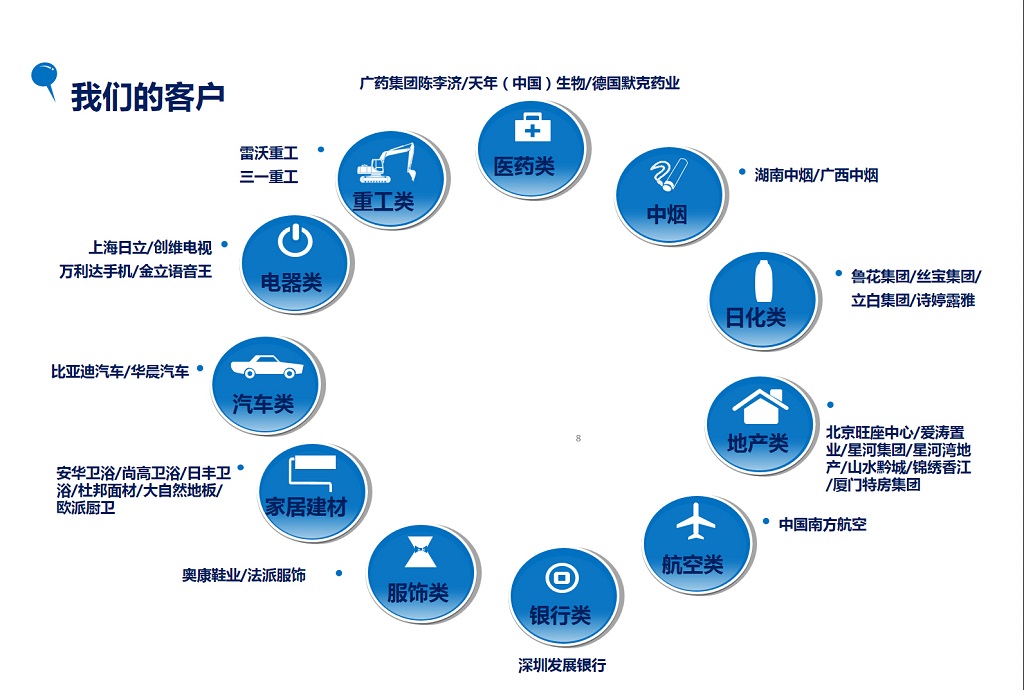 我们的客户
广药集团陈李济/天年（中国）生物/德国默克药业
医药类
雷沃重工
三一重工
重工类
中烟
湖南中烟/广西中烟
上海日立/创维电视
万利达手机/金立语音王
电器类
日化类
鲁花集团/丝宝集团/
立白集团/诗婷露雅
比亚迪汽车/华晨汽车
汽车类
地产类
北京旺座中心/爱涛置
业/星河集团/星河湾地
产/山水黔城/锦绣香江
/厦门特房集团
8
安华卫浴/尚高卫浴/日丰卫
浴/杜邦面材/大自然地板/
欧派厨卫
家居建材
中国南方航空
航空类
奥康鞋业/法派服饰
服饰类
银行类
深圳发展银行